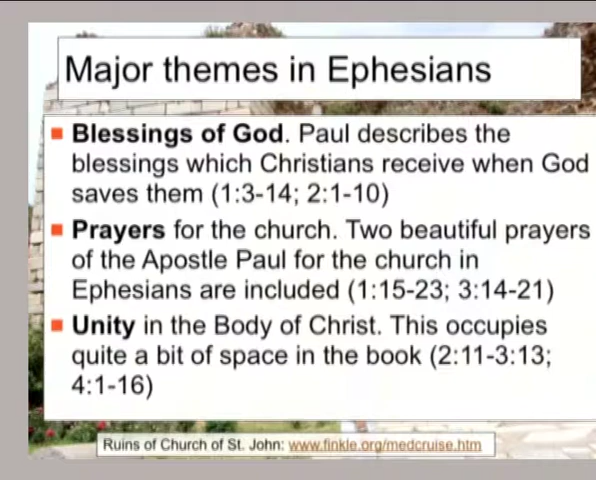 Major themes in Ephesians
■ Blessings of God. Paul describes the
blessings which Christians receive when God
saves them (1:3-14; 2:1-10)
■ Prayers for the church. Two beautiful prayers
of the Apostle Paul for the church in
Ephesians are included (1:15-23; 3:14-21)
■ Unity in the Body of Christ. This occupies
quite a bit of space in the book (2:11-3:13;
4:1-16)
Ruins of Church of St. John: www.finkle.org/medcruise.htm